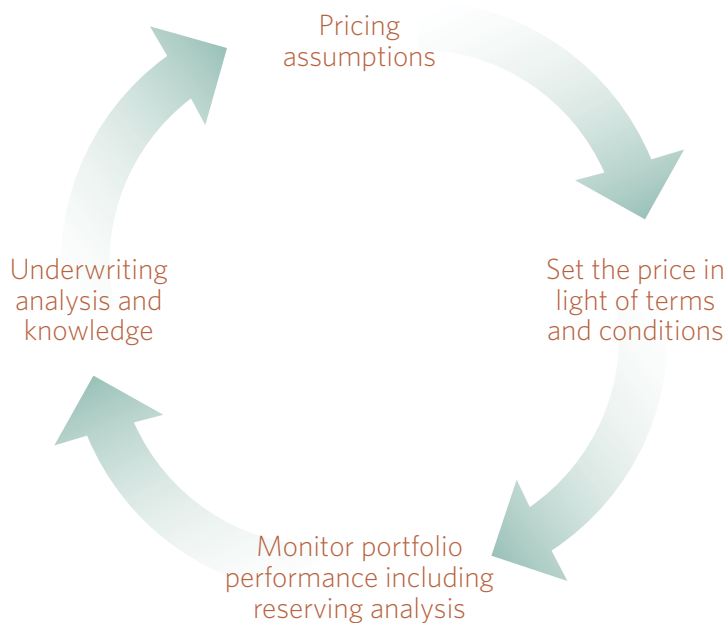 Pricing
assumptions
Set the price in
light of terms
and conditions
Monitor portfolio
performance including
reserving analysis
Underwriting
analysis and
knowledge